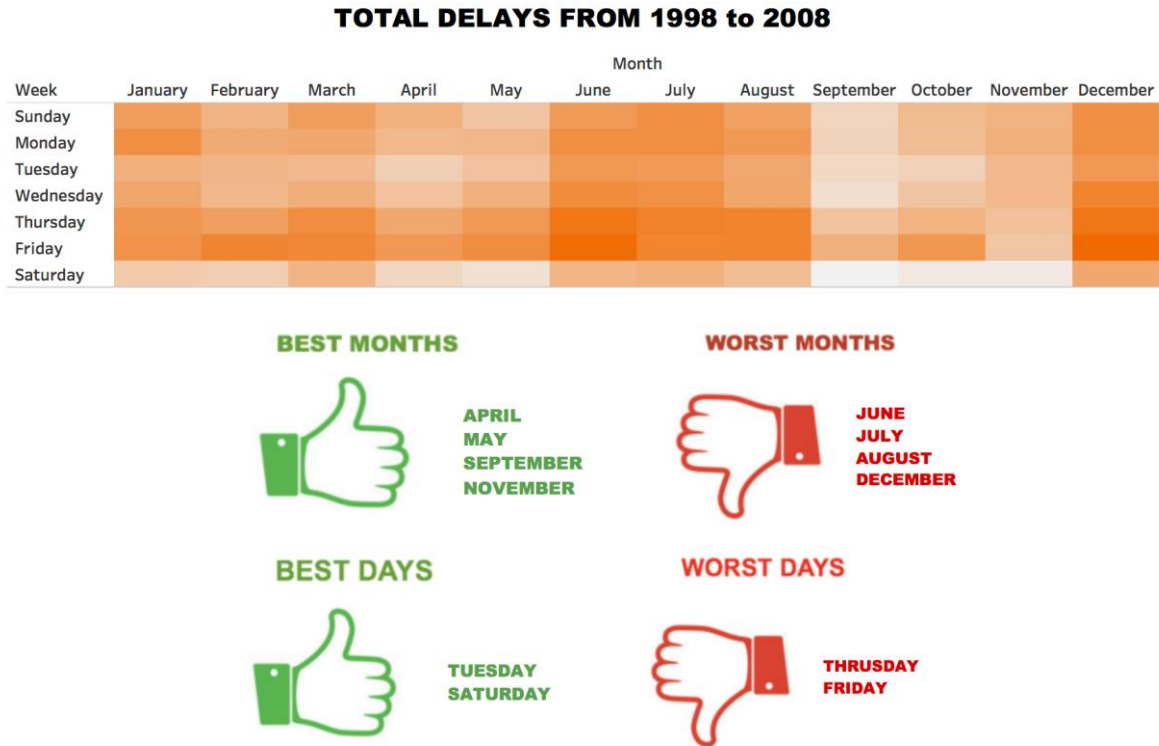 TOTAL DELAYS FROM 1998 to 2008
Month
Week January February March April May June July August September October November December
Sunday
Monday
Tuesday
Wednesday
Thursday
Friday
Saturday
BEST MONTHS
APRIL
MAY
SEPTEMBER
NOVEMBER
WORST MONTHS
JUNE
JULY
AUGUST
DECEMBER
BEST DAYS
TUESDAY
SATURDAY
WORST DAYS
THRUSDAY
FRIDAY